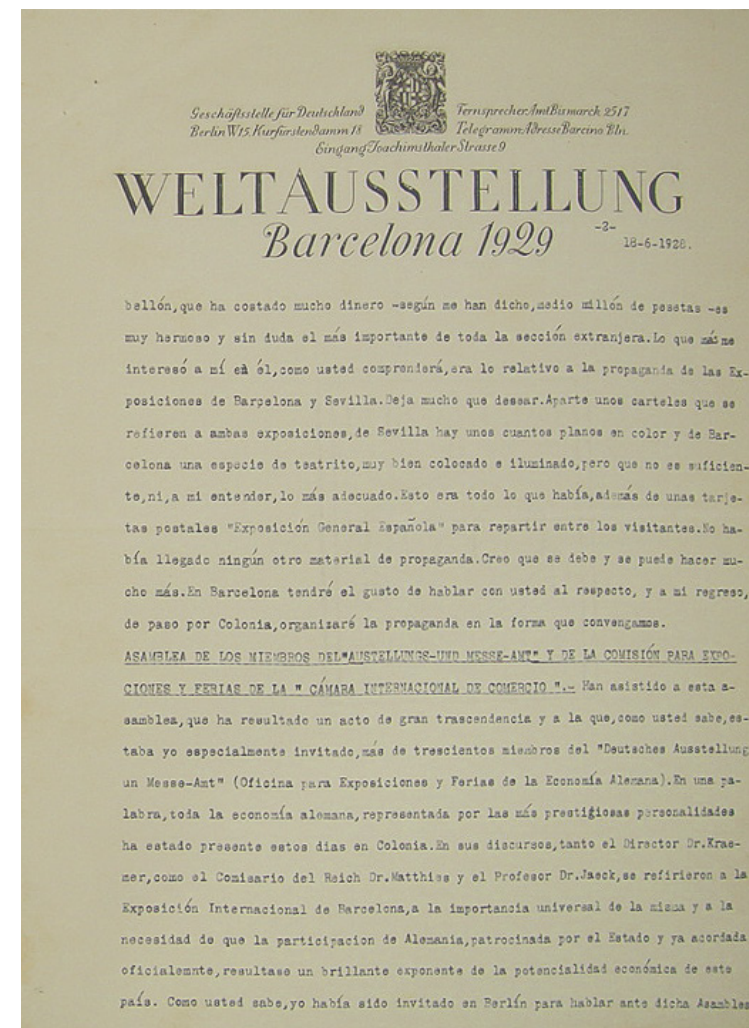 Geschäftsstelle für Deutschland
Berlin W15. Kurfürstendamm 18
Fernsprecher: Amt Bismarck 2517
Telegramm Adresse Barcino Bln.
Eingang Joachimsthaler Strasse 9
WELTAUSSTELLUNG
Barcelona 1929
-2-
18-6-1928.
bellón,que ha costado mucho dinero -según me han dicho,medio millón de pesetas -es
muy hermoso y sin duda el más importante de toda la sección extranjera.Lo que más me
interesó a mí en él,como usted comprenderá,era lo relativo a la propaganda de las Ex-
posiciones de Barcelona y Sevilla.Deja mucho que desear.Aparte unos carteles que se
refieren a ambas exposiciones,de Sevilla hay unos cuantos planos en color y de Bar-
celona una especie de teatrito,muy bien colocado e iluminado,pero que no es suficien-
te,ni,a mi entender,lo más adecuado.Esto era todo lo que había,además de unas tarje-
tas postales "Exposición General Española" para repartir entre los visitantes.No ha-
bía llegado ningún otro material de propaganda.Creo que se debe y se puede hacer mu-
cho más.En Barcelona tendré el gusto de hablar con usted al respecto, y a mi regreso,
de paso por Colonia,organizaré la propaganda en la forma que convengamos.
ASAMBLEA DE LOS MIEMBROS DEL"AUSTELLUNGS-UND MESSE-AMT" Y DE LA COMISIÓN PARA EXPO-
CIONES Y FERIAS DE LA " CÁMARA INTERNACIONAL DE COMERCIO ".- Han asistido a esta a-
samblea,que ha resultado un acto de gran trascendencia y a la que,como usted sabe,es-
taba yo especialmente invitado,más de trescientos miembros del "Deutsches Ausstellung
un Messe-Amt" (Oficina para Exposiciones y Ferias de la Economía Alemana).En una pa-
labra,toda la economía alemana,representada por las más prestigiosas personalidades
ha estado presente estos dias en Colonia.En sus discursos,tanto el Director Dr.Krae-
mer,como el Comisario del Reich Dr.Matthies y el Profesor Dr.Jaeck,se refirieron a la
Exposición Internacional de Barcelona,a la importancia universal de la misma y a la
necesidad de que la participacion de Alemania,patrocinada por el Estado y ya acordada
oficialemnte,resultase un brillante exponente de la potencialidad económica de este
país. Como usted sabe,yo había sido invitado en Berlín para hablar ante dicha Asamblea